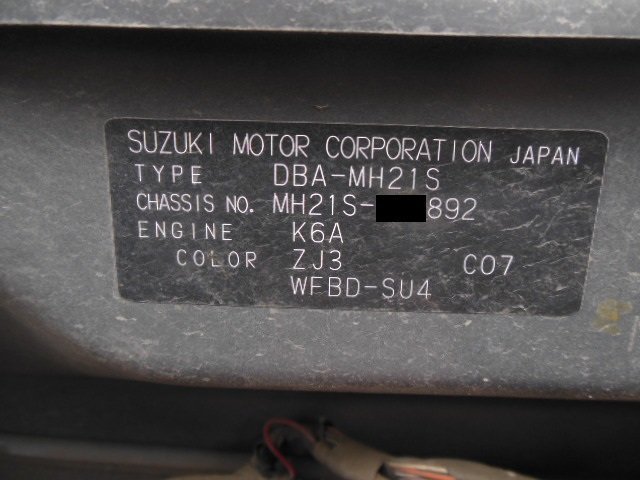 SUZUKI MOTOR CORPORATION JAPAN
TYPE DBA-MH21S
CHASSIS NO. MH21S-892
ENGINE K6A
COLOR ZJ3 C07
WFBD-SU4